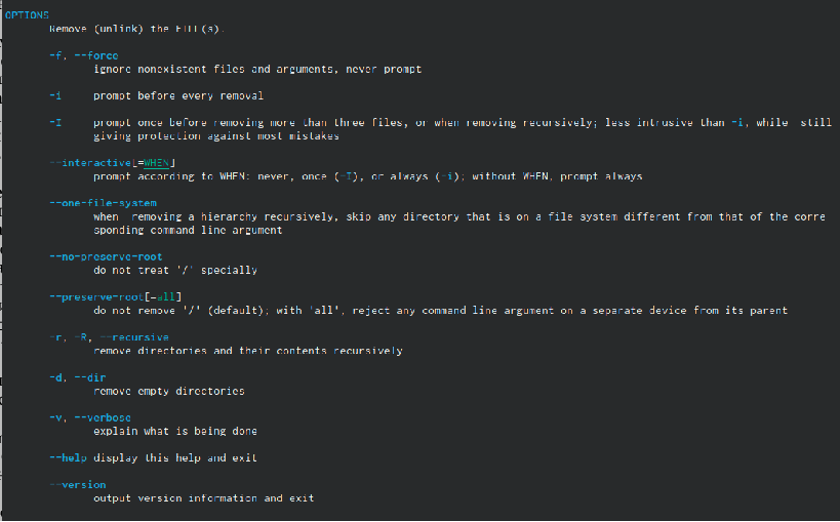 OPTIONS
Remove (unlink) the FILE(s).
-f, --force
ignore nonexistent files and arguments, never prompt
-i prompt before every removal
-I prompt once before removing more than three files, or when removing recursively; less intrusive than -i, while still
giving protection against most mistakes
--interactive[=WHEN]
prompt according to WHEN: never, once (-I), or always (-i); without WHEN, prompt always
--one-file-system
when removing a hierarchy recursively, skip any directory that is on a file system different from that of the corre
sponding command line argument
--no-preserve-root
do not treat '/' specially
--preserve-root[=all]
do not remove '/' (default); with 'all', reject any command line argument on a separate device from its parent
-r, -R, --recursive
remove directories and their contents recursively
-d, --dir
remove empty directories
-v, --verbose
explain what is being done
--help display this help and exit
--version
output version information and exit